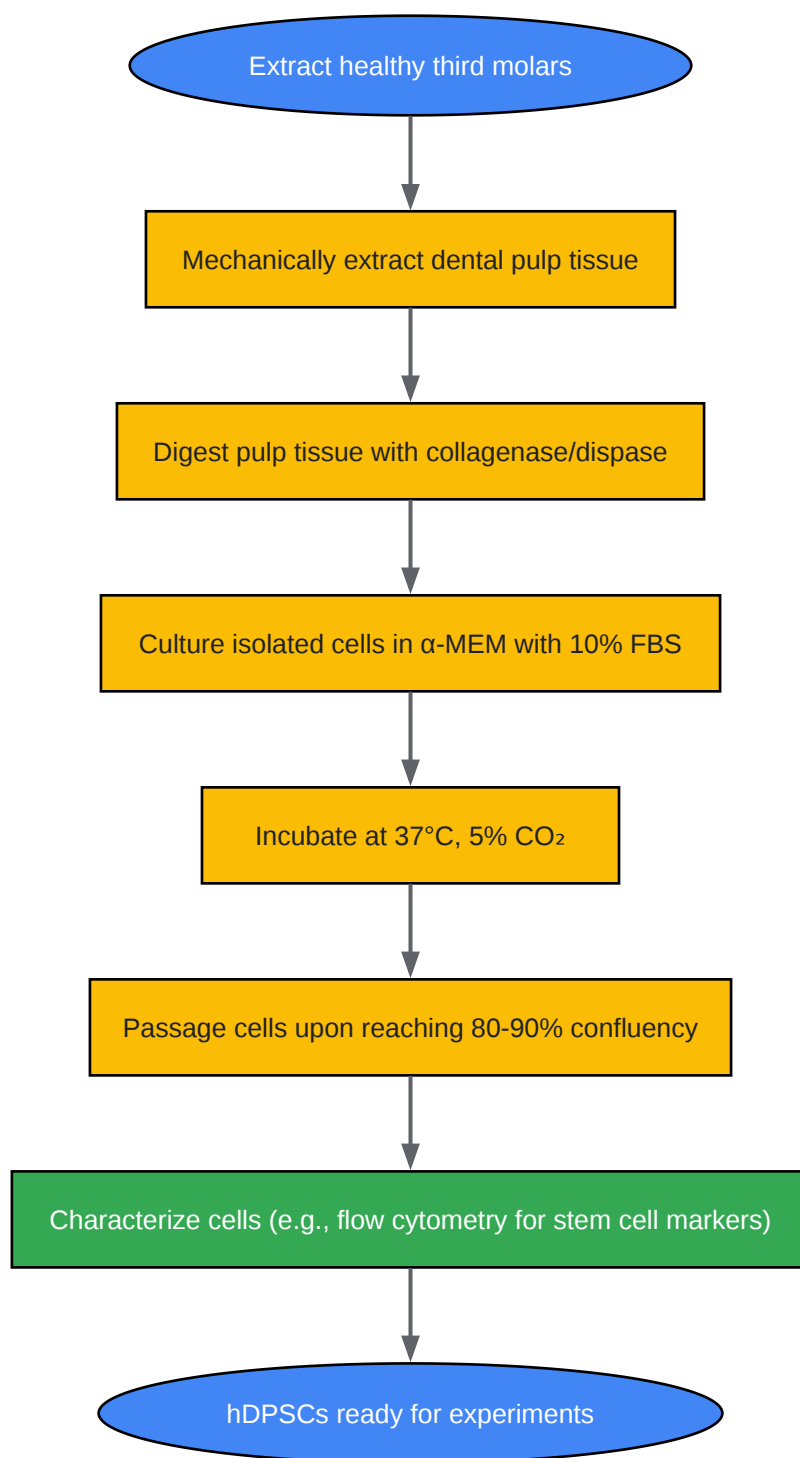 Extract healthy third molars
Mechanically extract dental pulp tissue
Digest pulp tissue with collagenase/dispase
Culture isolated cells in α-MEM with 10% FBS
Incubate at 37°C, 5% CO₂
Passage cells upon reaching 80-90% confluency
Characterize cells (e.g., flow cytometry for stem cell markers)
hDPSCs ready for experiments